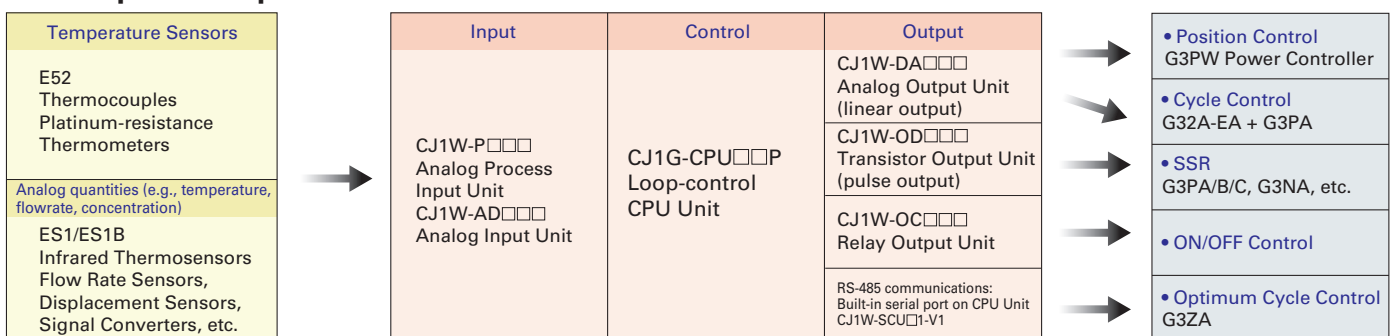 Temperature Sensors
E52
Thermocouples
Platinum-resistance
Thermometers
Analog quantities (e.g., temperature,
flowrate, concentration)
ES1/ES1B
Infrared Thermosensors
Flow Rate Sensors,
Displacement Sensors,
Signal Converters, etc.
Input
CJ1W-P□□□
Analog Process
Input Unit
CJ1W-AD□□□
Analog Input Unit
Control
CJ1G-CPU□□P
Loop-control
CPU Unit
Output
CJ1W-DA□□□
Analog Output Unit
(linear output)
CJ1W-OD□□□
Transistor Output Unit
(pulse output)
CJ1W-OC□□□
Relay Output Unit
RS-485 communications:
Built-in serial port on CPU Unit
CJ1W-SCU□1-V1
• Position Control
G3PW Power Controller
• Cycle Control
G32A-EA + G3PA
• SSR
G3PA/B/C, G3NA, etc.
• ON/OFF Control
• Optimum Cycle Control
G3ZA